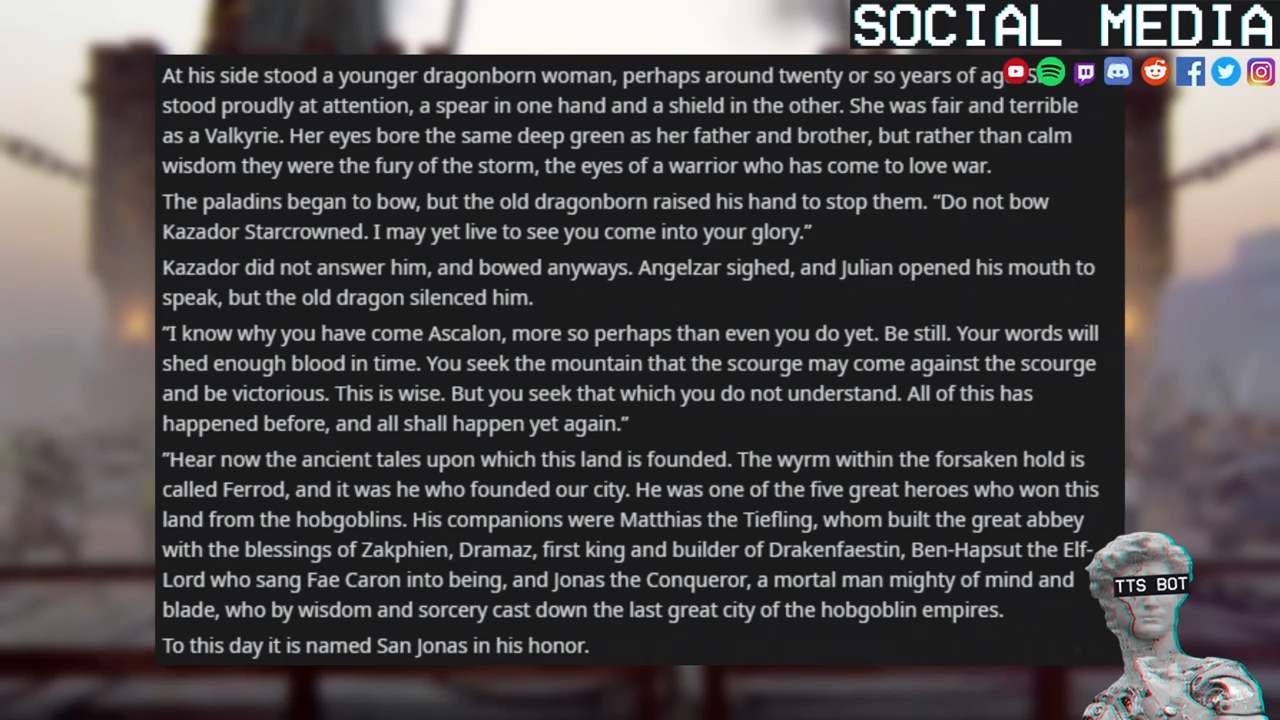 SOCIAL MEDIA
At his side stood a younger dragonborn woman, perhaps around twenty or so years of
stood proudly at attention, a spear in one hand and a shield in the other. She was fair and terrible
as a Valkyrie. Her eyes bore the same deep green as her father and brother, but rather than calm
wisdom they were the fury of the storm, the eyes of a warrior who has come to love war.
The paladins began to bow, but the old dragonborn raised his hand to stop them. “Do not bow
Kazador Starcrowned. I may yet live to see you come into your glory.”
Kazador did not answer him, and bowed anyways. Angelzar sighed, and Julian opened his mouth to
speak, but the old dragon silenced him.
“I know why you have come Ascalon, more so perhaps than even you do yet. Be still. Your words will
shed enough blood in time. You seek the mountain that the scourge may come against the scourge
and be victorious. This is wise. But you seek that which you do not understand. All of this has
happened before, and all shall happen yet again.”
“Hear now the ancient tales upon which this land is founded. The wyrm within the forsaken hold is
called Ferrod, and it was he who founded our city. He was one of the five great heroes who won this
land from the hobgoblins. His companions were Matthias the Tiefling, whom built the great abbey
with the blessings of Zakphien, Dramaz, first king and builder of Drakenfaestin, Ben-Hapsut the Elf-
Lord who sang Fae Caron into being, and Jonas the Conqueror, a mortal man mighty of mind and
blade, who by wisdom and sorcery cast down the last great city of the hobgoblin empires.
To this day it is named San Jonas in his honor.
TTS BOT